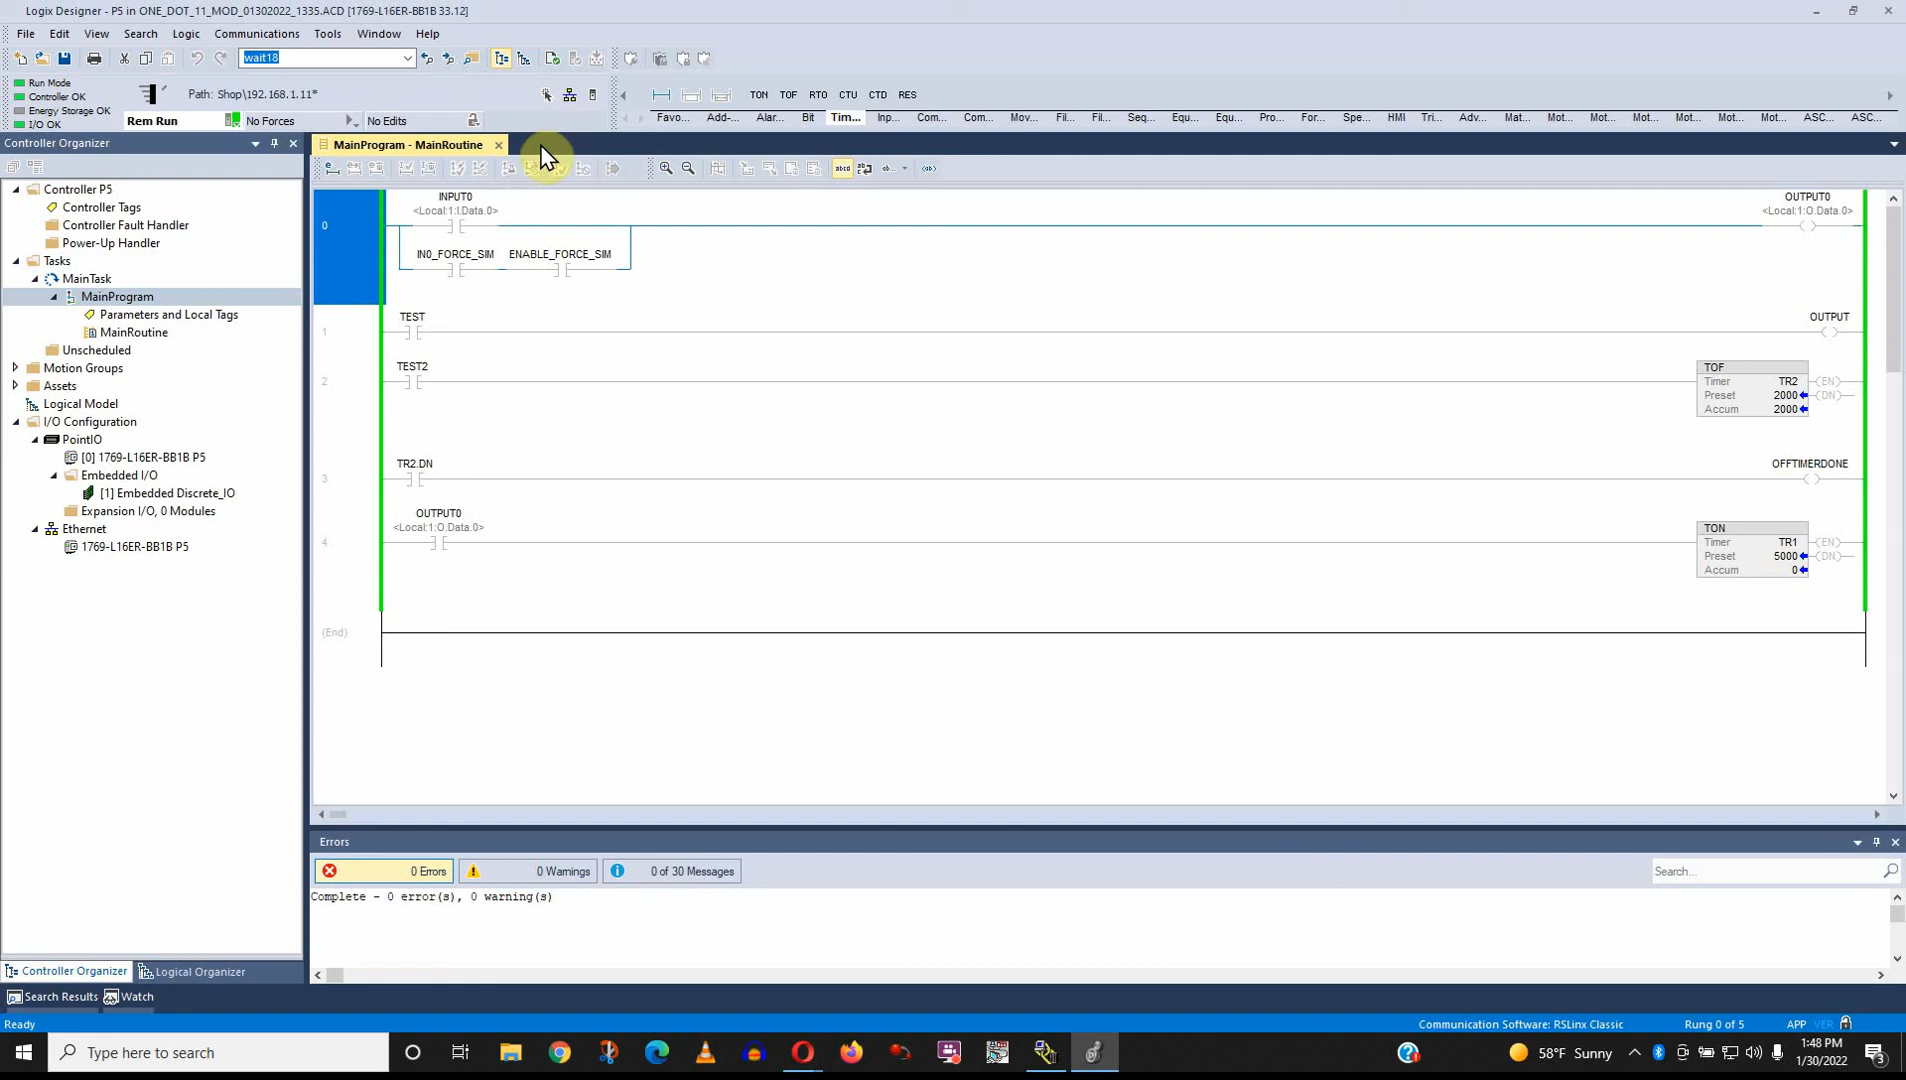 Logix Designer - P5 in ONE_DOT_11_MOD_01302022_1335.ACD [1769-L16ER-BB1B 33.12]
File Edit View Search Logic Communications Tools Window Help
wait18
Run Mode
Controller OK
Energy Storage OK
I/O OK
Path: Shop\192.168.1.11*
Rem Run No Forces No Edits
TON TOF RTO CTU CTD RES
Favo... Add-... Alar... Bit Tim... Inp... Com... Com... Mov... Fil... Fil... Seq... Equ... Equ... Pro... For... Spe... HMI Tri... Adv... Mat... Mot... Mot... Mot... Mot... Mot... ASC... ASC...
Controller Organizer
MainProgram - MainRoutine
Controller P5
Controller Tags
Controller Fault Handler
Power-Up Handler
Tasks
MainTask
MainProgram
Parameters and Local Tags
MainRoutine
Unscheduled
Motion Groups
Assets
Logical Model
I/O Configuration
PointIO
[0] 1769-L16ER-BB1B P5
Embedded I/O
[1] Embedded Discrete_IO
Expansion I/O, 0 Modules
Ethernet
1769-L16ER-BB1B P5
INPUT0 OUTPUT0
<Local:1:I.Data.0> <Local:1:O.Data.0>
0
IN0_FORCE_SIM ENABLE_FORCE_SIM
TEST OUTPUT
1
TEST2 TOF
2 Timer TR2 (EN)
Preset 2000 (DN)
Accum 2000
TR2.DN OFFTIMERDONE
3
OUTPUT0
<Local:1:O.Data.0> TON
4 Timer TR1 (EN)
Preset 5000 (DN)
Accum 0
(End)
Errors
0 Errors 0 Warnings 0 of 30 Messages Search...
Complete - 0 error(s), 0 warning(s)
Controller Organizer Logical Organizer
Search Results Watch
Ready Communication Software: RSLinx Classic Rung 0 of 5 APP VER
Type here to search 58°F Sunny 1:48 PM
1/30/2022
3